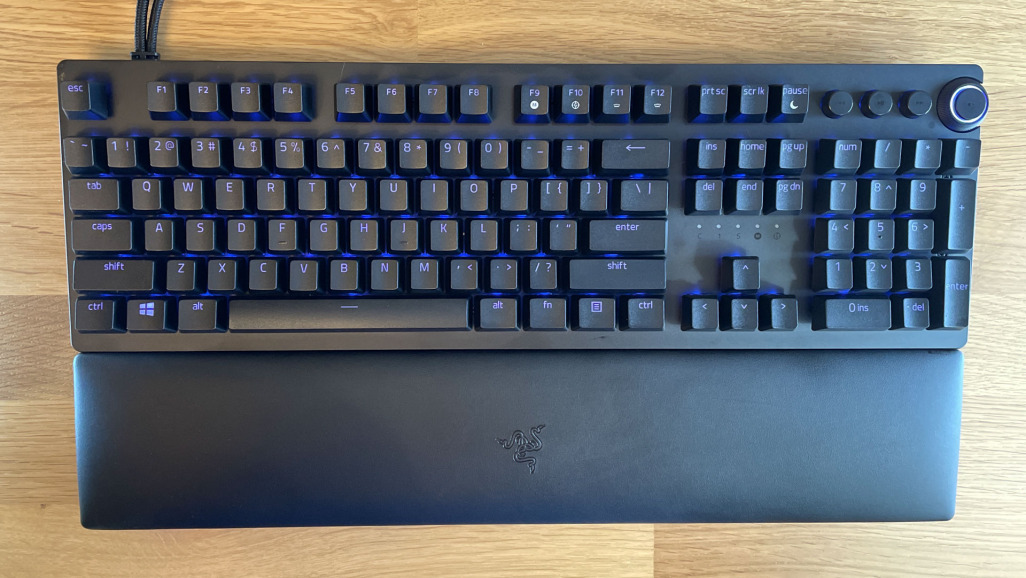 esc F1 F2 F3 F4 F5 F6 F7 F8 F9 F10 F11 F12 prt sc scr lk pause
` ~ 1 ! 2 @ 3 # 4 $ 5 % 6 ^ 7 & 8 * 9 ( 0 ) - _ = + ← ins home pg up num / * -
tab Q W E R T Y U I O P [ { ] } \ | del end pg dn 7 8 ^ 9 +
caps A S D F G H J K L ; : ' " enter 4 < 5 6 >
shift Z X C V B N M , < . > / ? shift ^ 1 2 ˅ 3 enter
ctrl alt alt fn ctrl < ˅ > 0 ins . del